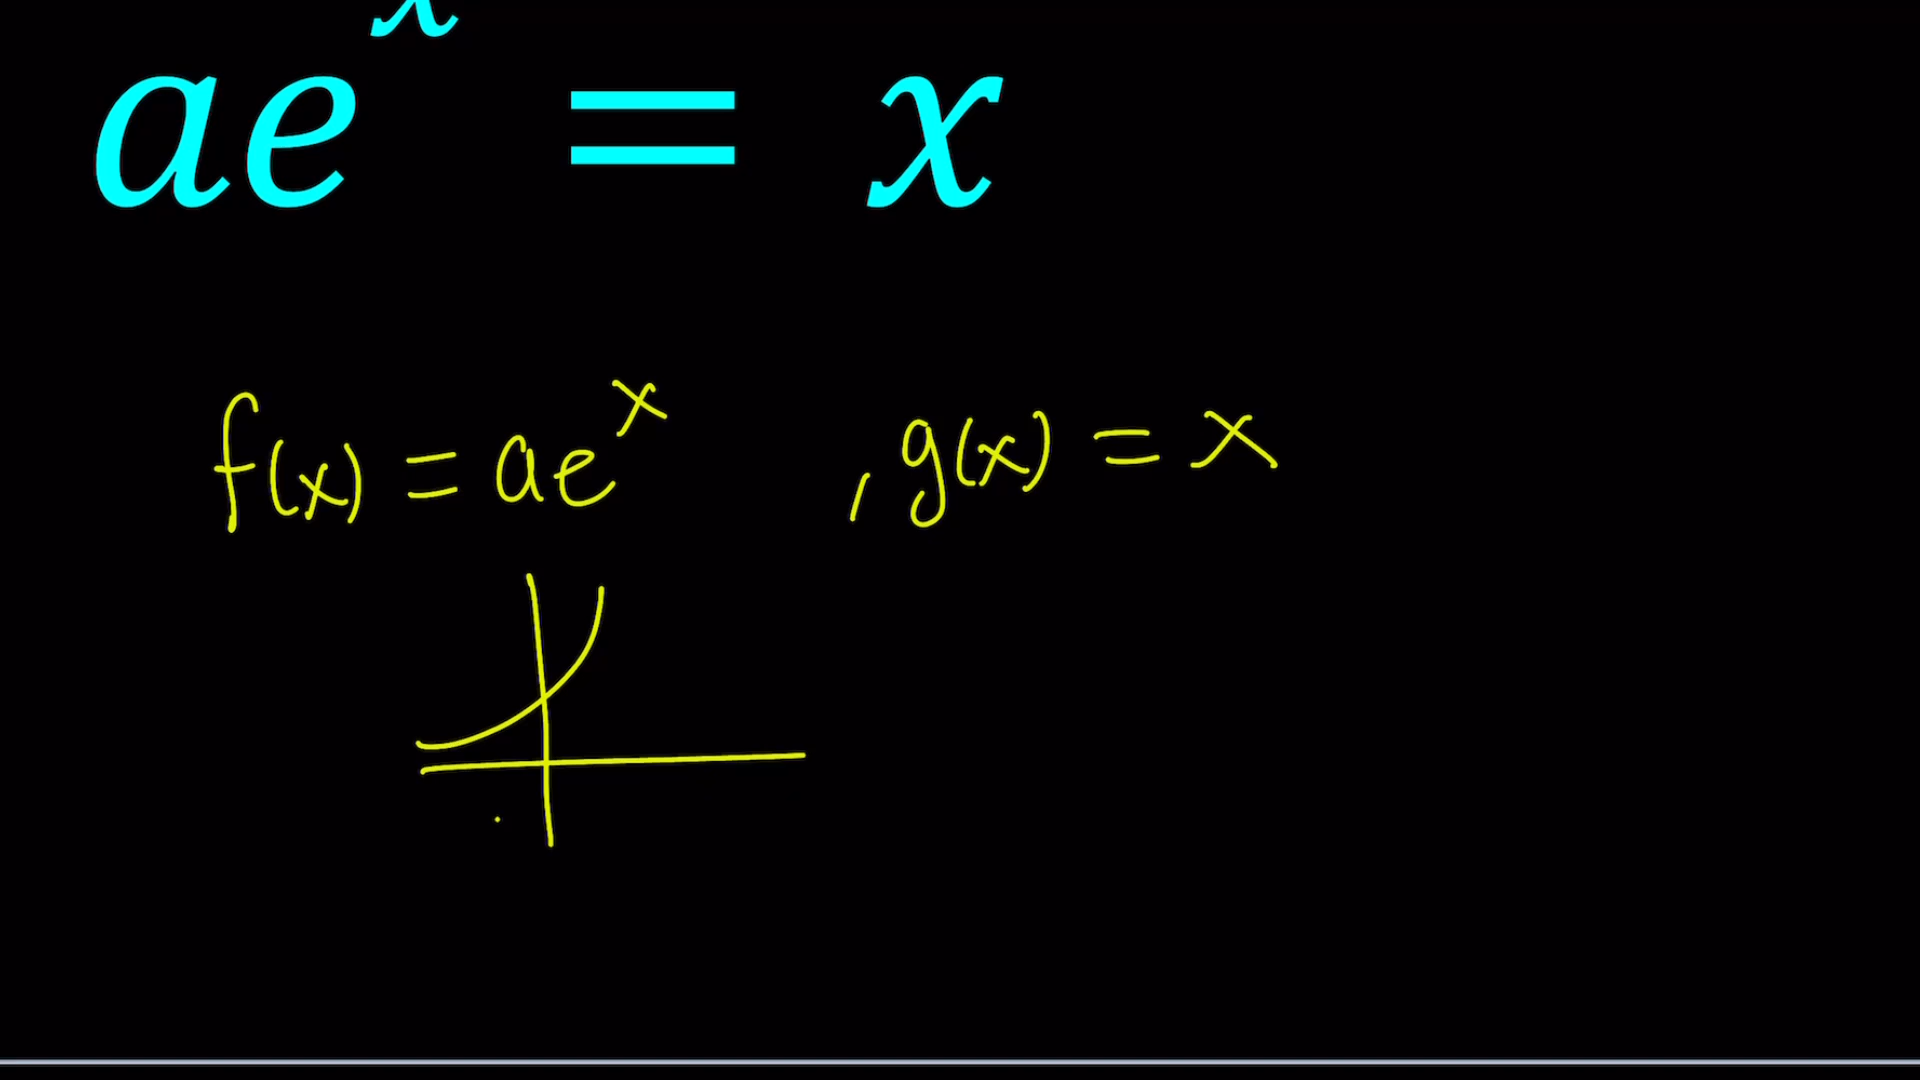 ae^x = x
f(x) = ae^x , g(x) = x